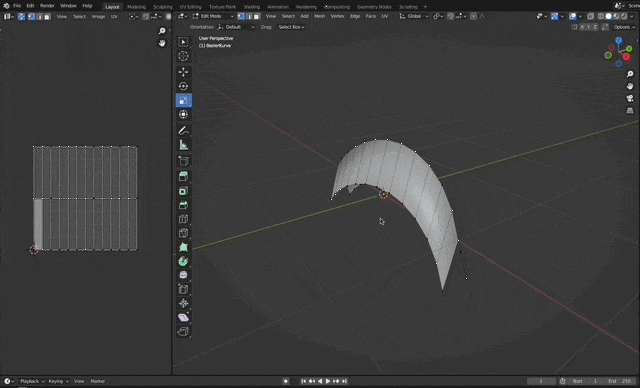 File Edit Render Window Help Layout Modeling Sculpting UV Editing Texture Paint Shading Animation Rendering Compositing Geometry Nodes Scripting
View Select Image UV Edit Mode View Select Add Mesh Vertex Edge Face UV Global
Orientation: Default Drag: Select Box Options
User Perspective
(1) BezierCurve
Playback Keying View Marker 1 Start 1 End 250